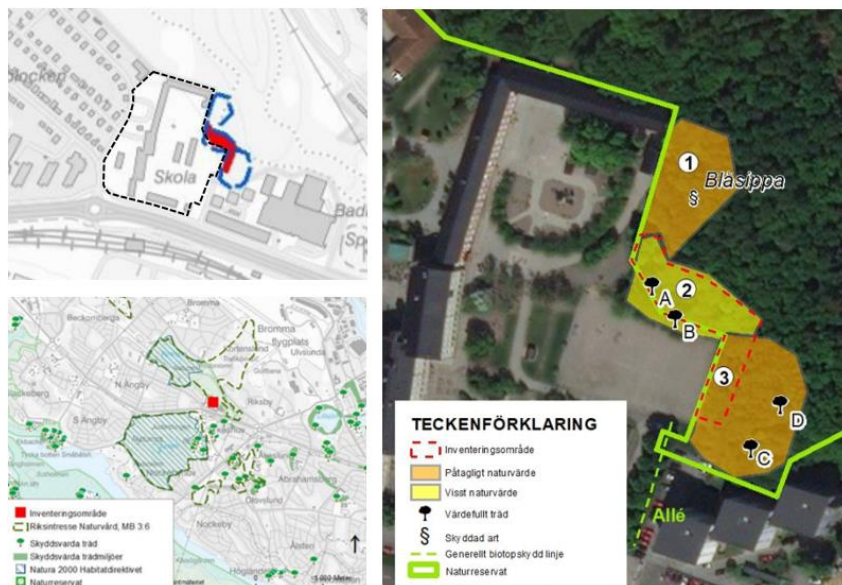 Skola
Bromma
Beckomberga
Bromma
flygplats
Ulvsunda
N Ängby
Riksby
S Ängby
Abrahamsberg
Olovslund
Nockeby
Ålsten
Inventeringsområde
Riksintresse Naturvård, MB 3:6
Skyddsvärda träd
Skyddsvärda trädmiljöer
Natura 2000 Habitatdirektivet
Naturreservat
1
Blåsippa
§
2
A
B
3
D
C
Allé
TECKENFÖRKLARING
Inventeringsområde
Påtagligt naturvärde
Visst naturvärde
Värdefullt träd
§ Skyddad art
Generellt biotopskydd linje
Naturreservat